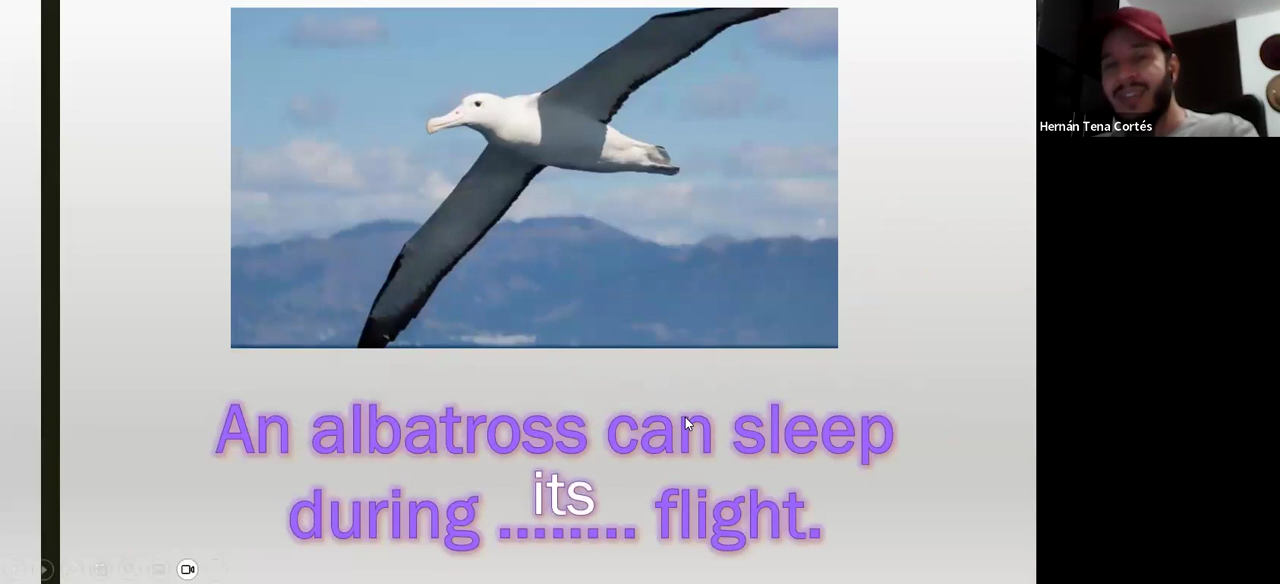 Hernán Tena Cortés
An albatross can sleep
its
during ........ flight.